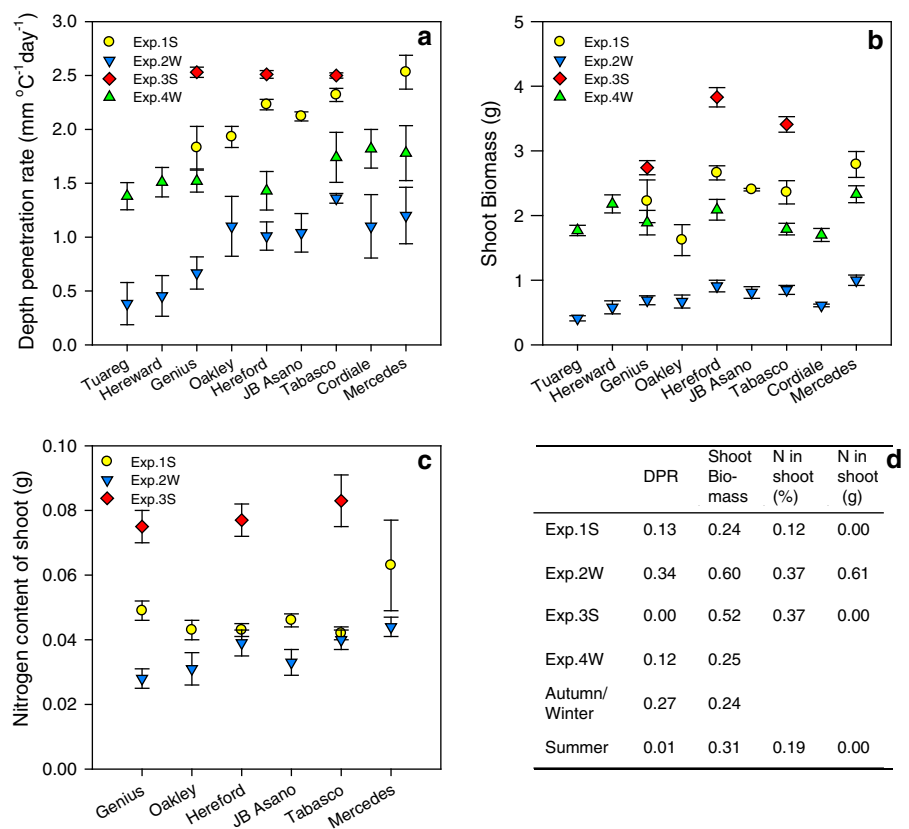 a
Depth penetration rate (mm °C⁻¹day⁻¹)
3.0
2.5
2.0
1.5
1.0
0.5
0.0
Exp.1S
Exp.2W
Exp.3S
Exp.4W
Tuareg
Hereward
Genius
Oakley
Hereford
JB Asano
Tabasco
Cordiale
Mercedes
b
Shoot Biomass (g)
5
4
3
2
1
0
Exp.1S
Exp.2W
Exp.3S
Exp.4W
Tuareg
Hereward
Genius
Oakley
Hereford
JB Asano
Tabasco
Cordiale
Mercedes
c
Nitrogen content of shoot (g)
0.10
0.08
0.06
0.04
0.02
0.00
Exp.1S
Exp.2W
Exp.3S
Genius
Oakley
Hereford
JB Asano
Tabasco
Mercedes
d
DPR
Shoot
Bio-
mass
N in
shoot
(%)
N in
shoot
(g)
Exp.1S 0.13 0.24 0.12 0.00
Exp.2W 0.34 0.60 0.37 0.61
Exp.3S 0.00 0.52 0.37 0.00
Exp.4W 0.12 0.25
Autumn/
Winter 0.27 0.24
Summer 0.01 0.31 0.19 0.00